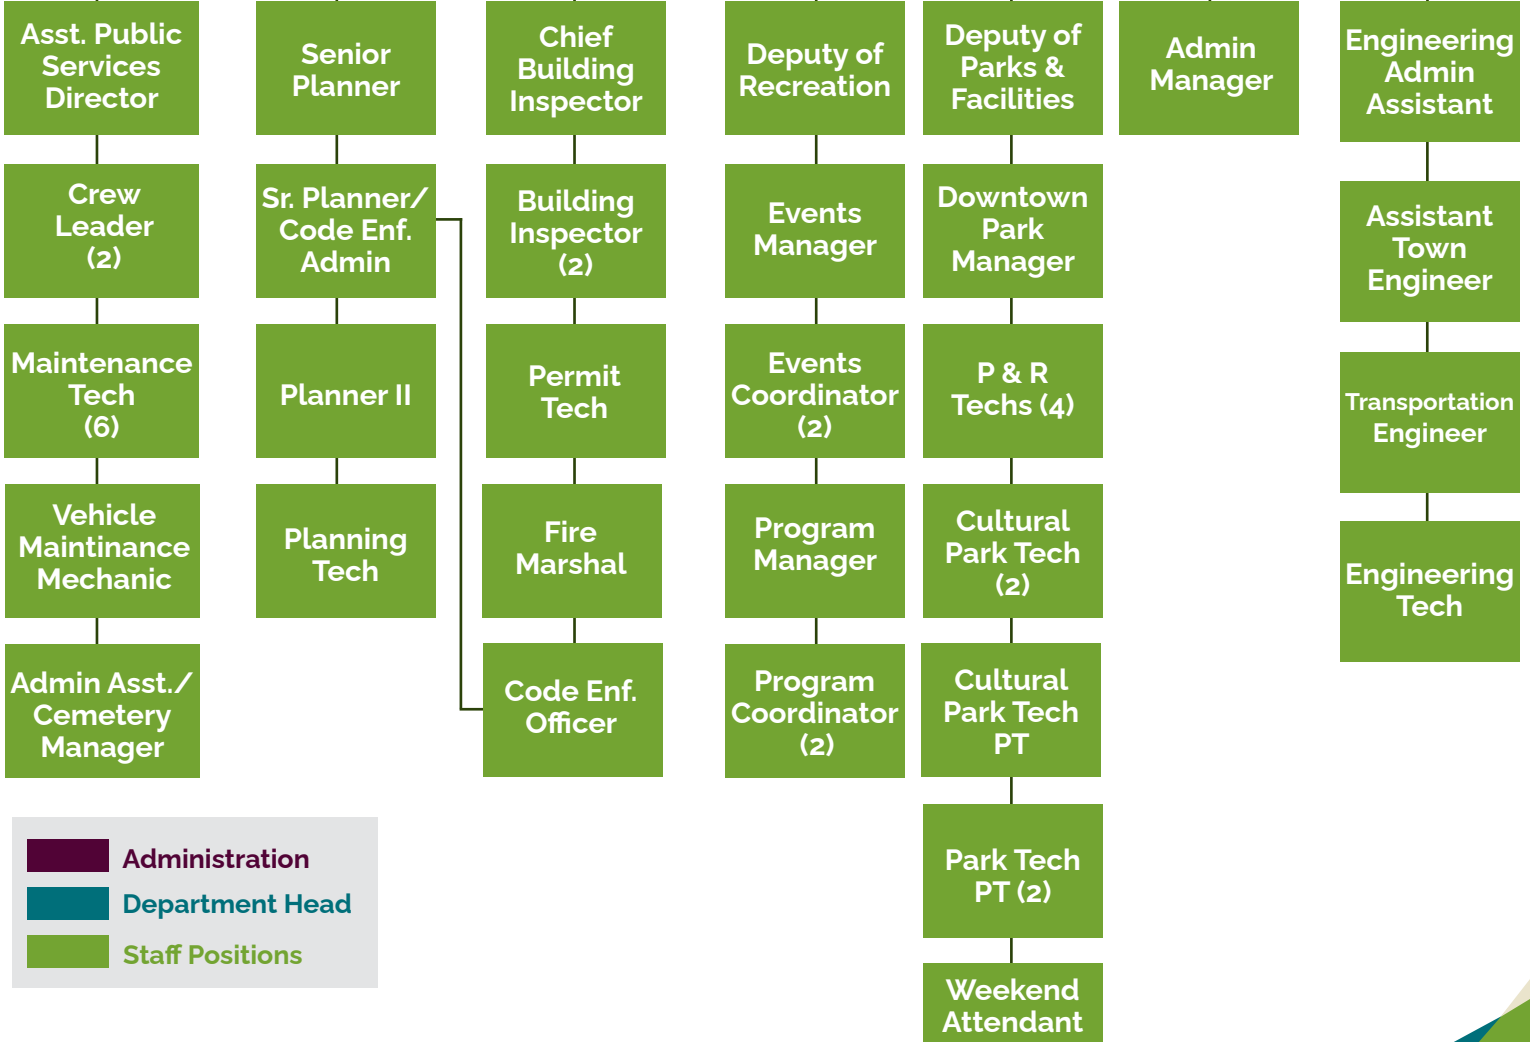 Asst. Public
Services
Director
Crew
Leader
(2)
Maintenance
Tech
(6)
Vehicle
Maintinance
Mechanic
Admin Asst./
Cemetery
Manager
Senior
Planner
Sr. Planner/
Code Enf.
Admin
Planner II
Planning
Tech
Chief
Building
Inspector
Building
Inspector
(2)
Permit
Tech
Fire
Marshal
Code Enf.
Officer
Deputy of
Recreation
Events
Manager
Events
Coordinator
(2)
Program
Manager
Program
Coordinator
(2)
Deputy of
Parks &
Facilities
Downtown
Park
Manager
P & R
Techs (4)
Cultural
Park Tech
(2)
Cultural
Park Tech
PT
Park Tech
PT (2)
Weekend
Attendant
Admin
Manager
Engineering
Admin
Assistant
Assistant
Town
Engineer
Transportation
Engineer
Engineering
Tech
Administration
Department Head
Staff Positions